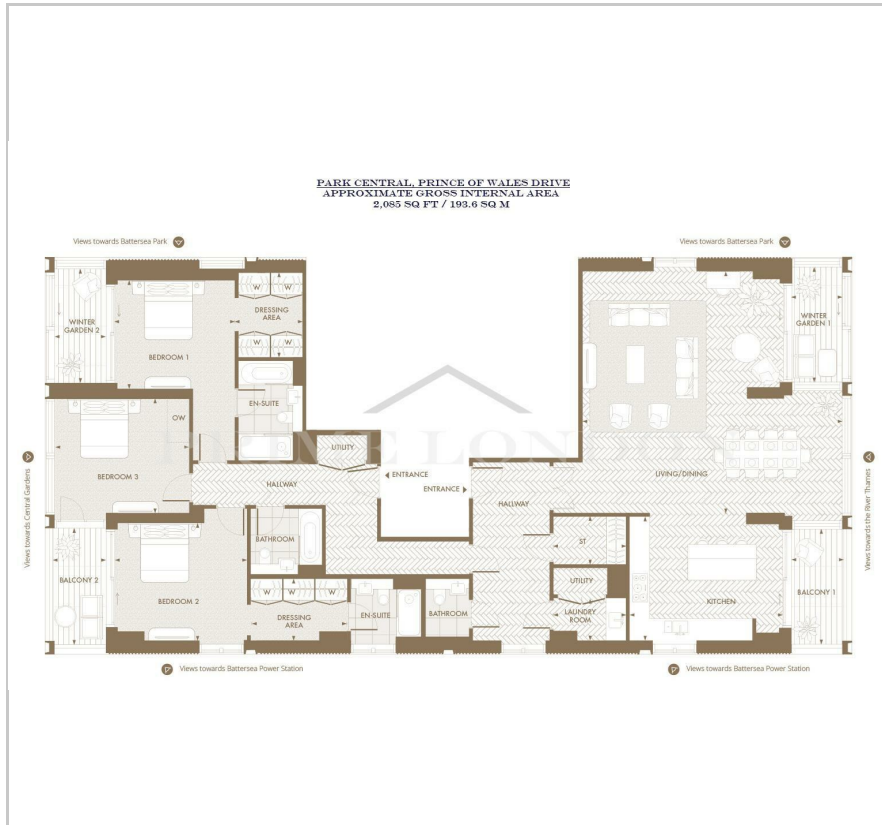 PARK CENTRAL, PRINCE OF WALES DRIVE
APPROXIMATE GROSS INTERNAL AREA
2,085 SQ FT / 193.6 SQ M
Views towards Battersea Park
Views towards Battersea Park
WINTER
GARDEN 2
BEDROOM 1
DRESSING
AREA
W
W
W
W
EN-SUITE
WINTER
GARDEN 1
OW
BEDROOM 3
UTILITY
HALLWAY
ENTRANCE
ENTRANCE
HALLWAY
LIVING/DINING
Views towards Central Gardens
Views towards the River Thames
PRIME LON
BATHROOM
BALCONY 2
BEDROOM 2
W
W
W
DRESSING
AREA
EN-SUITE
BATHROOM
ST
UTILITY
LAUNDRY
ROOM
KITCHEN
BALCONY 1
Views towards Battersea Power Station
Views towards Battersea Power Station